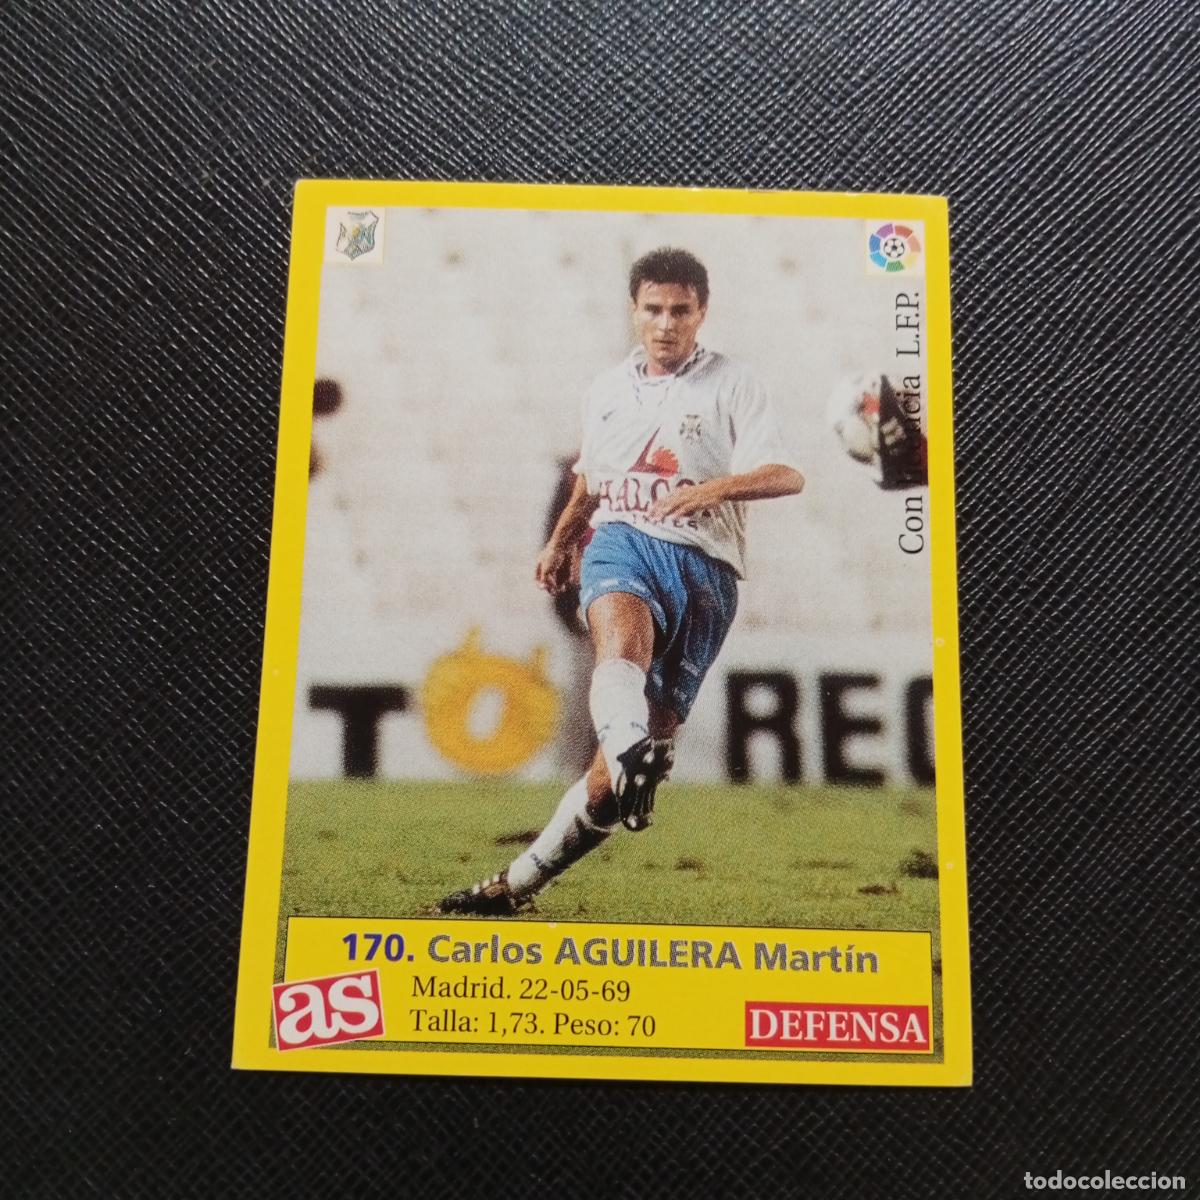 Con licencia L.F.P.
HALCO
T
REC
170. Carlos AGUILERA Martín
Madrid. 22-05-69
Talla: 1,73. Peso: 70
as
DEFENSA
todocoleccion